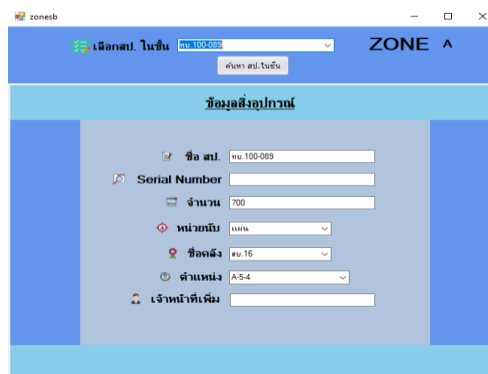 zonesb
เลือกสป. ในชั้น ทบ.100-089 ZONE A
ค้นหา สป.ในชั้น
ข้อมูลสิ่งอุปกรณ์
ชื่อ สป. ทบ.100-089
Serial Number
จำนวน 700
หน่วยนับ แผ่น
ชื่อคลัง สบ.16
ตำแหน่ง A-5-4
เจ้าหน้าที่เพิ่ม